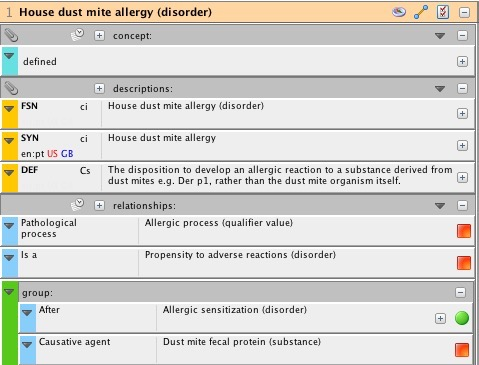 1 House dust mite allergy (disorder)
concept:
defined
descriptions:
FSN ci House dust mite allergy (disorder)
SYN ci House dust mite allergy
en:pt US GB
DEF Cs The disposition to develop an allergic reaction to a substance derived from
dust mites e.g. Der p1, rather than the dust mite organism itself.
relationships:
Pathological Allergic process (qualifier value)
process
Is a Propensity to adverse reactions (disorder)
group:
After Allergic sensitization (disorder)
Causative agent Dust mite fecal protein (substance)